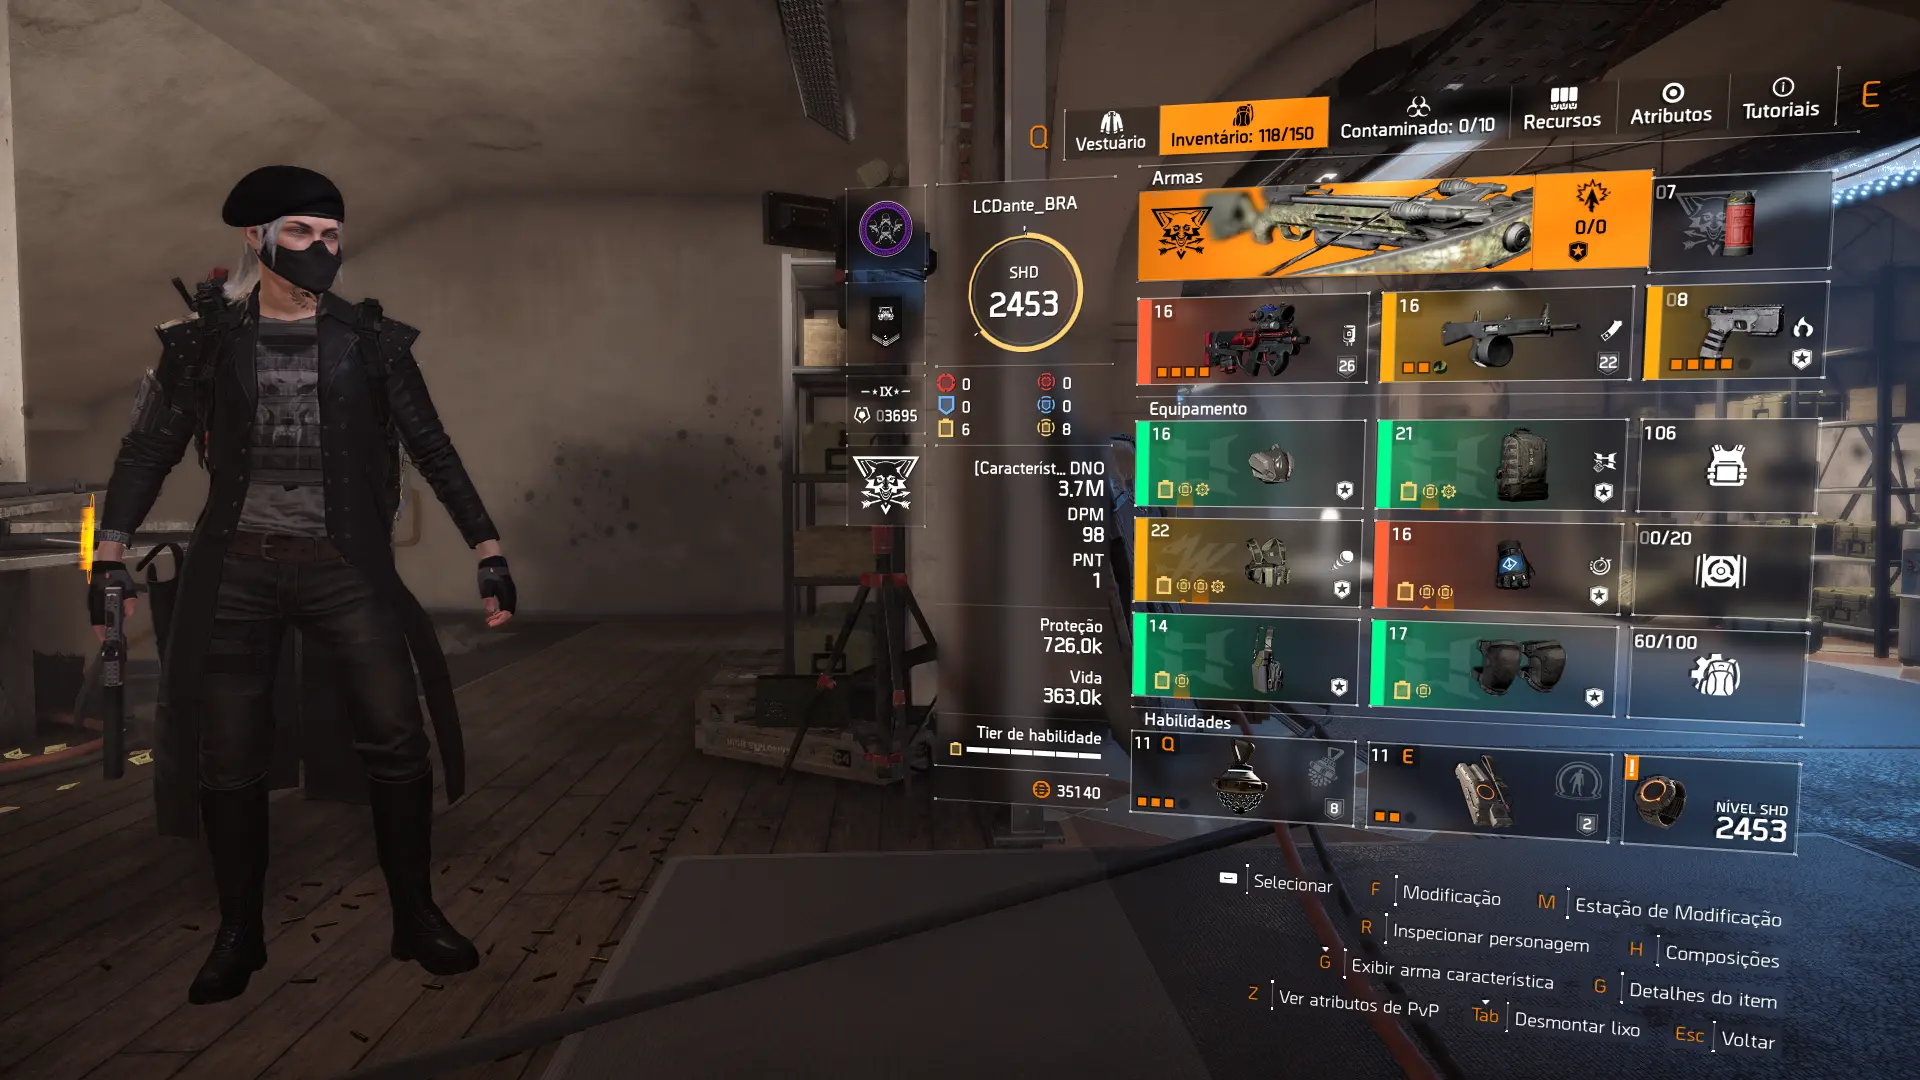 Q
Vestuário
Inventário: 118/150
Contaminado: 0/10
Recursos
Atributos
Tutoriais
E
LCDante_BRA
SHD
2453
IX
03695
0
0
0
0
6
8
[Característ... DNO
3.7M
DPM
98
PNT
1
Proteção
726.0k
Vida
363.0k
Tier de habilidade
35140
Armas
0/0
07
16
26
16
22
08
Equipamento
16
21
106
22
16
00/20
14
17
60/100
Habilidades
11 Q
8
11 E
2
NÍVEL SHD
2453
Selecionar
F Modificação
M Estação de Modificação
R Inspecionar personagem
H Composições
G Exibir arma característica
G Detalhes do item
Z Ver atributos de PvP
Tab Desmontar lixo
Esc Voltar